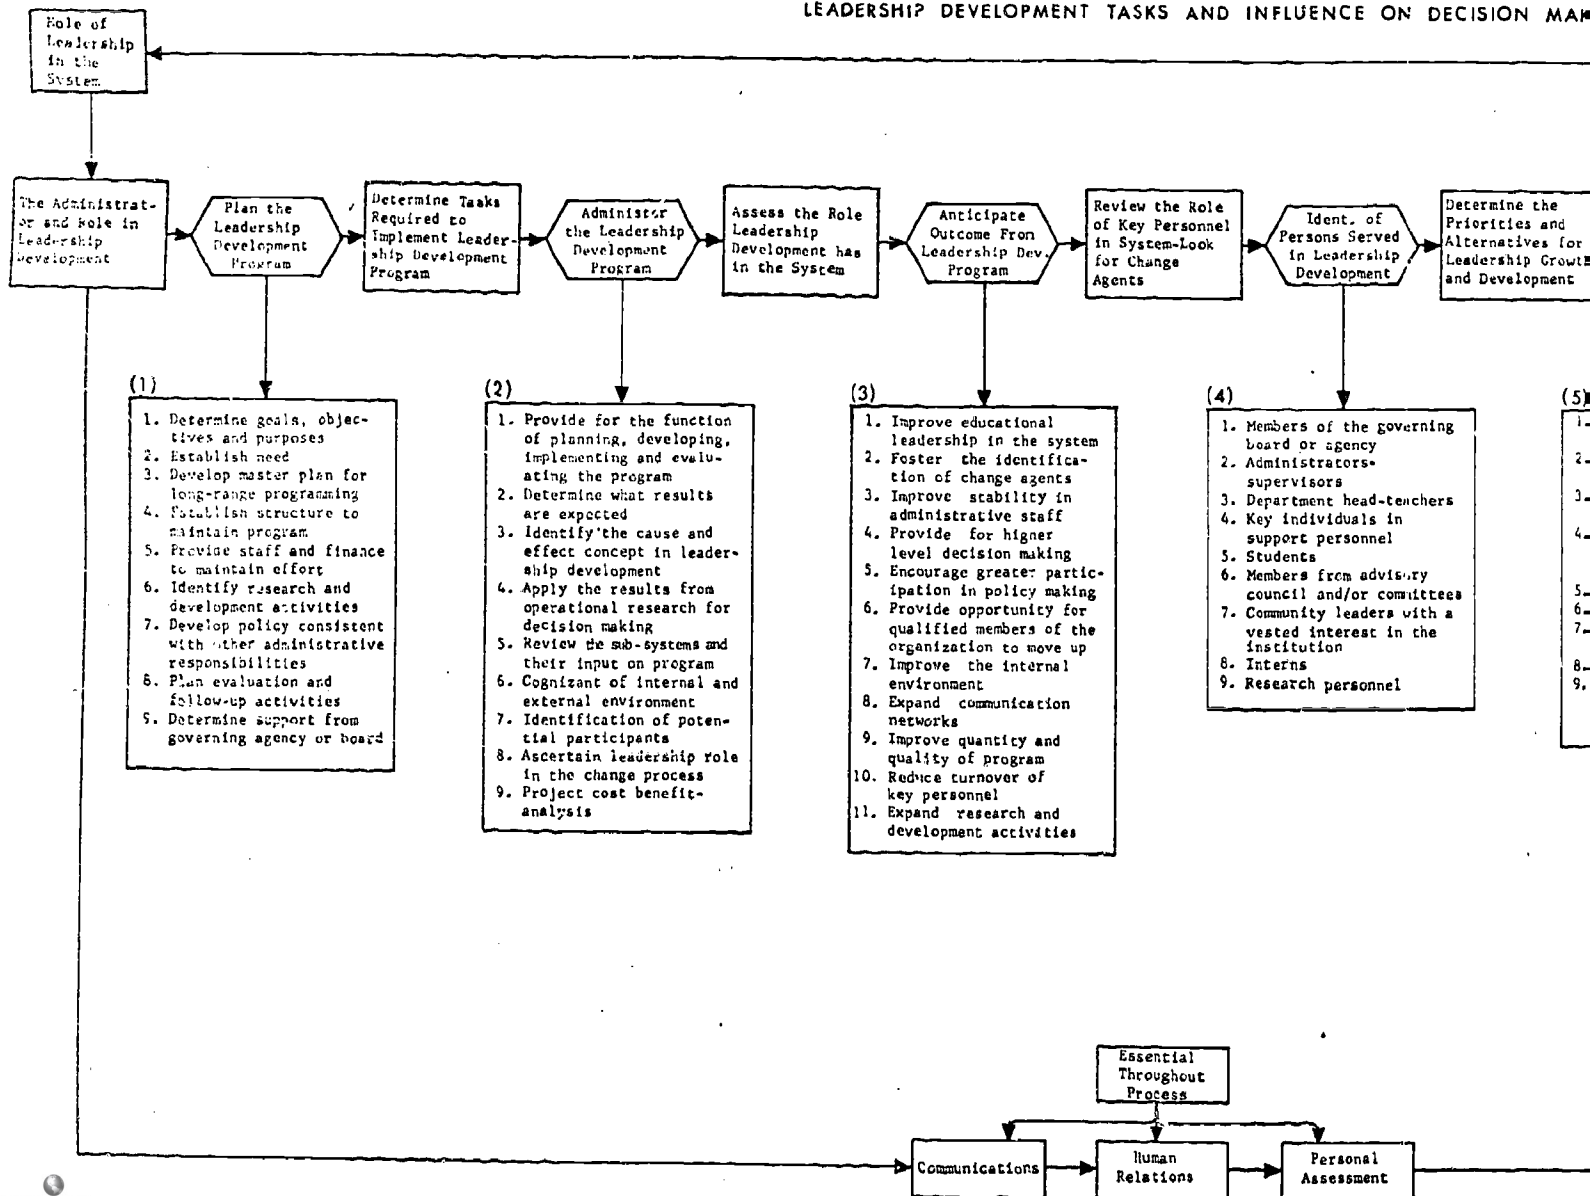 LEADERSHIP DEVELOPMENT TASKS AND INFLUENCE ON DECISION MAK
Role of
Leadership
in the
System
The Administrat-
or and Role in
Leadership
Development
Plan the
Leadership
Development
Program
Determine Tasks
Required to
Implement Leader-
ship Development
Program
Administer
the Leadership
Development
Program
Assess the Role
Leadership
Development has
in the System
Anticipate
Outcome From
Leadership Dev.
Program
Review the Role
of Key Personnel
in System-Look
for Change
Agents
Ident. of
Persons Served
in Leadership
Development
Determine the
Priorities and
Alternatives for
Leadership Growth
and Development
(1)
1. Determine goals, objec-
tives and purposes
2. Establish need
3. Develop master plan for
long-range programming
4. Establish structure to
maintain program
5. Provide staff and finance
to maintain effort
6. Identify research and
development activities
7. Develop policy consistent
with other administrative
responsibilities
8. Plan evaluation and
follow-up activities
9. Determine support from
governing agency or board
(2)
1. Provide for the function
of planning, developing,
implementing and evalu-
ating the program
2. Determine what results
are expected
3. Identify the cause and
effect concept in leader-
ship development
4. Apply the results from
operational research for
decision making
5. Review the sub-systems and
their input on program
6. Cognizant of internal and
external environment
7. Identification of poten-
tial participants
8. Ascertain leadership role
in the change process
9. Project cost benefit-
analysis
(3)
1. Improve educational
leadership in the system
2. Foster the identifica-
tion of change agents
3. Improve stability in
administrative staff
4. Provide for higher
level decision making
5. Encourage greater partic-
ipation in policy making
6. Provide opportunity for
qualified members of the
organization to move up
7. Improve the internal
environment
8. Expand communication
networks
9. Improve quantity and
quality of program
10. Reduce turnover of
key personnel
11. Expand research and
development activities
(4)
1. Members of the governing
board or agency
2. Administrators-
supervisors
3. Department head-teachers
4. Key individuals in
support personnel
5. Students
6. Members from advisory
council and/or committees
7. Community leaders with a
vested interest in the
institution
8. Interns
9. Research personnel
(5)
1.
2.
3.
4.
5.
6.
7.
8.
9.
Essential
Throughout
Process
Communications
Human
Relations
Personal
Assessment